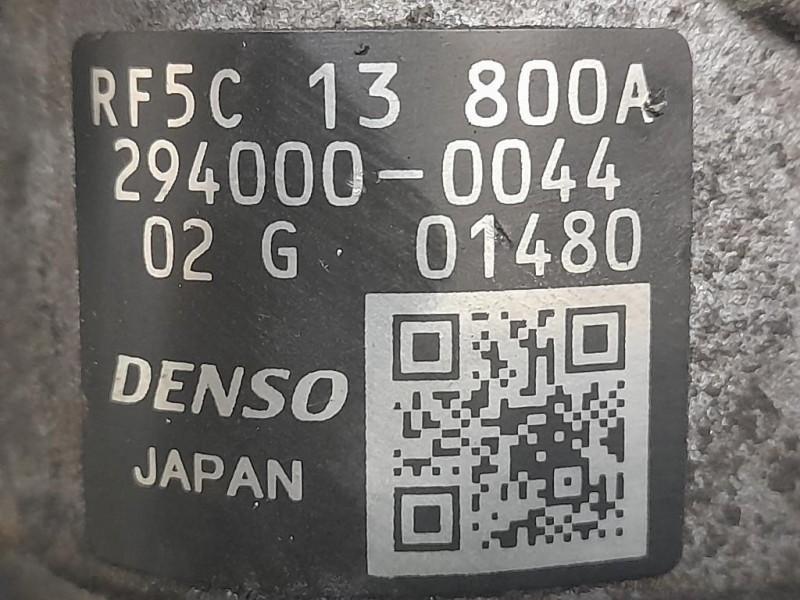 RF5C 13 800A
294000-0044
02 G 01480
DENSO
JAPAN